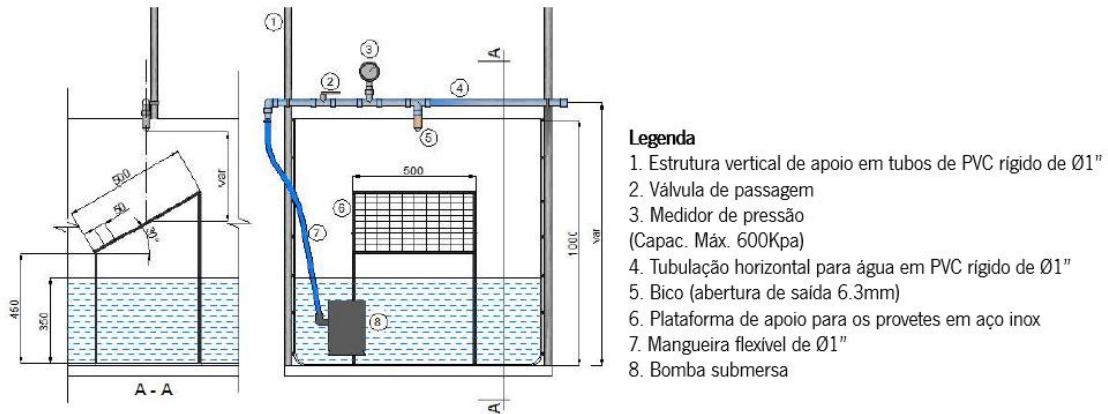 1
3
A
2
4
5
500
50
var
30°
500
6
1000
var
7
460
350
8
A - A
A
Legenda
1. Estrutura vertical de apoio em tubos de PVC rígido de Ø1”
2. Válvula de passagem
3. Medidor de pressão
(Capac. Máx. 600Kpa)
4. Tubulação horizontal para água em PVC rígido de Ø1”
5. Bico (abertura de saída 6.3mm)
6. Plataforma de apoio para os provetes em aço inox
7. Mangueira flexível de Ø1”
8. Bomba submersa